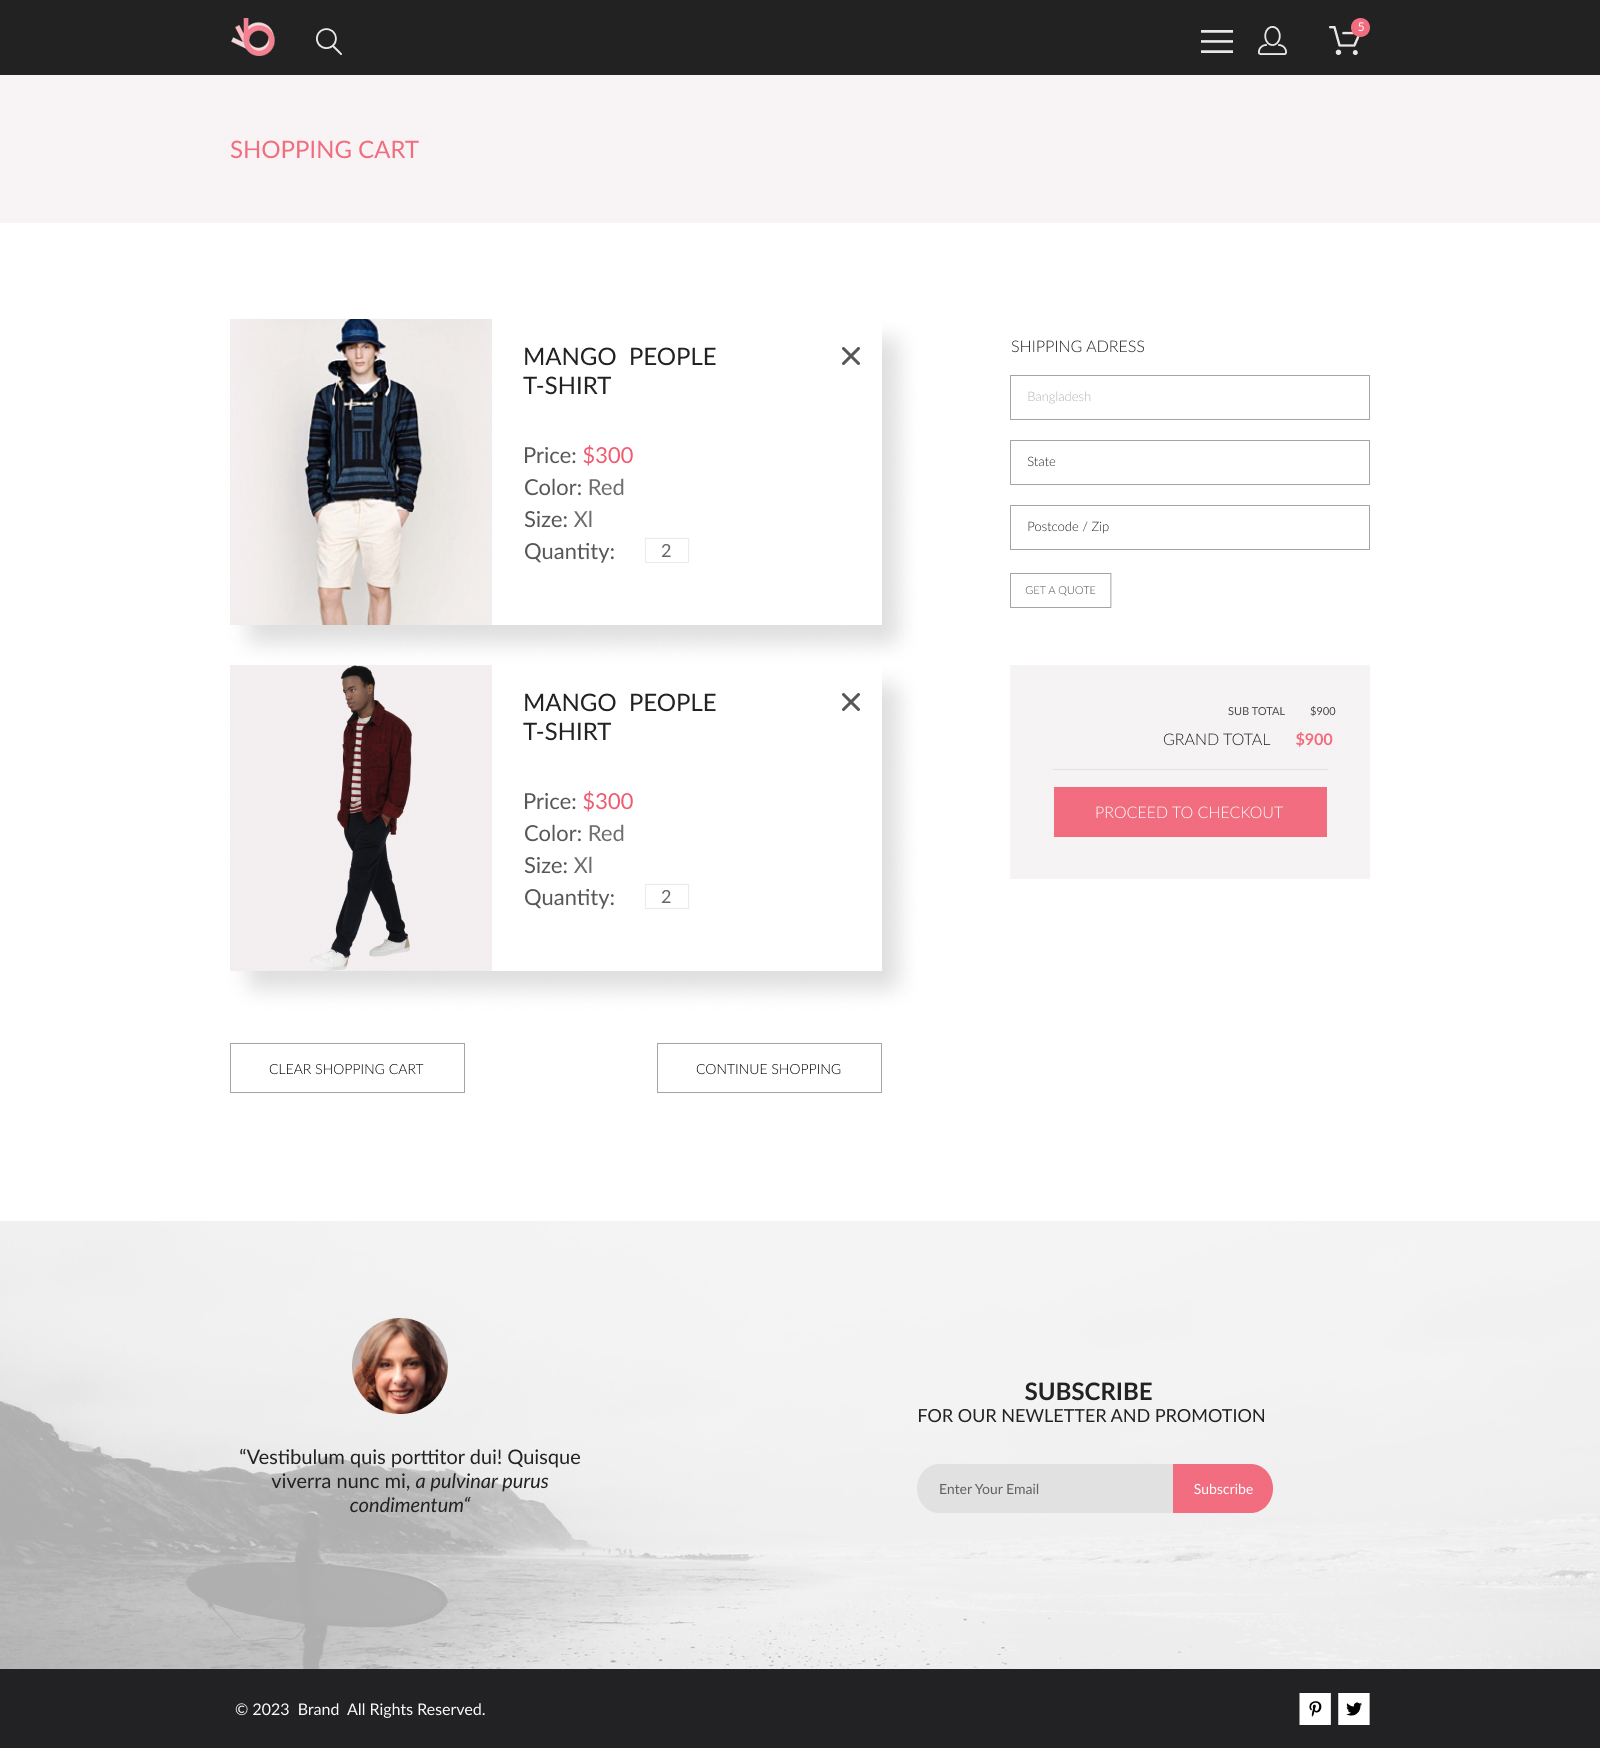 5
SHOPPING CART
MANGO PEOPLE
T-SHIRT
Price: $300
Color: Red
Size: Xl
Quantity: 2
MANGO PEOPLE
T-SHIRT
Price: $300
Color: Red
Size: Xl
Quantity: 2
CLEAR SHOPPING CART
CONTINUE SHOPPING
SHIPPING ADRESS
Bangladesh
State
Postcode / Zip
GET A QUOTE
SUB TOTAL $900
GRAND TOTAL $900
PROCEED TO CHECKOUT
“Vestibulum quis porttitor dui! Quisque
viverra nunc mi, a pulvinar purus
condimentum“
SUBSCRIBE
FOR OUR NEWLETTER AND PROMOTION
Enter Your Email
Subscribe
© 2023 Brand All Rights Reserved.